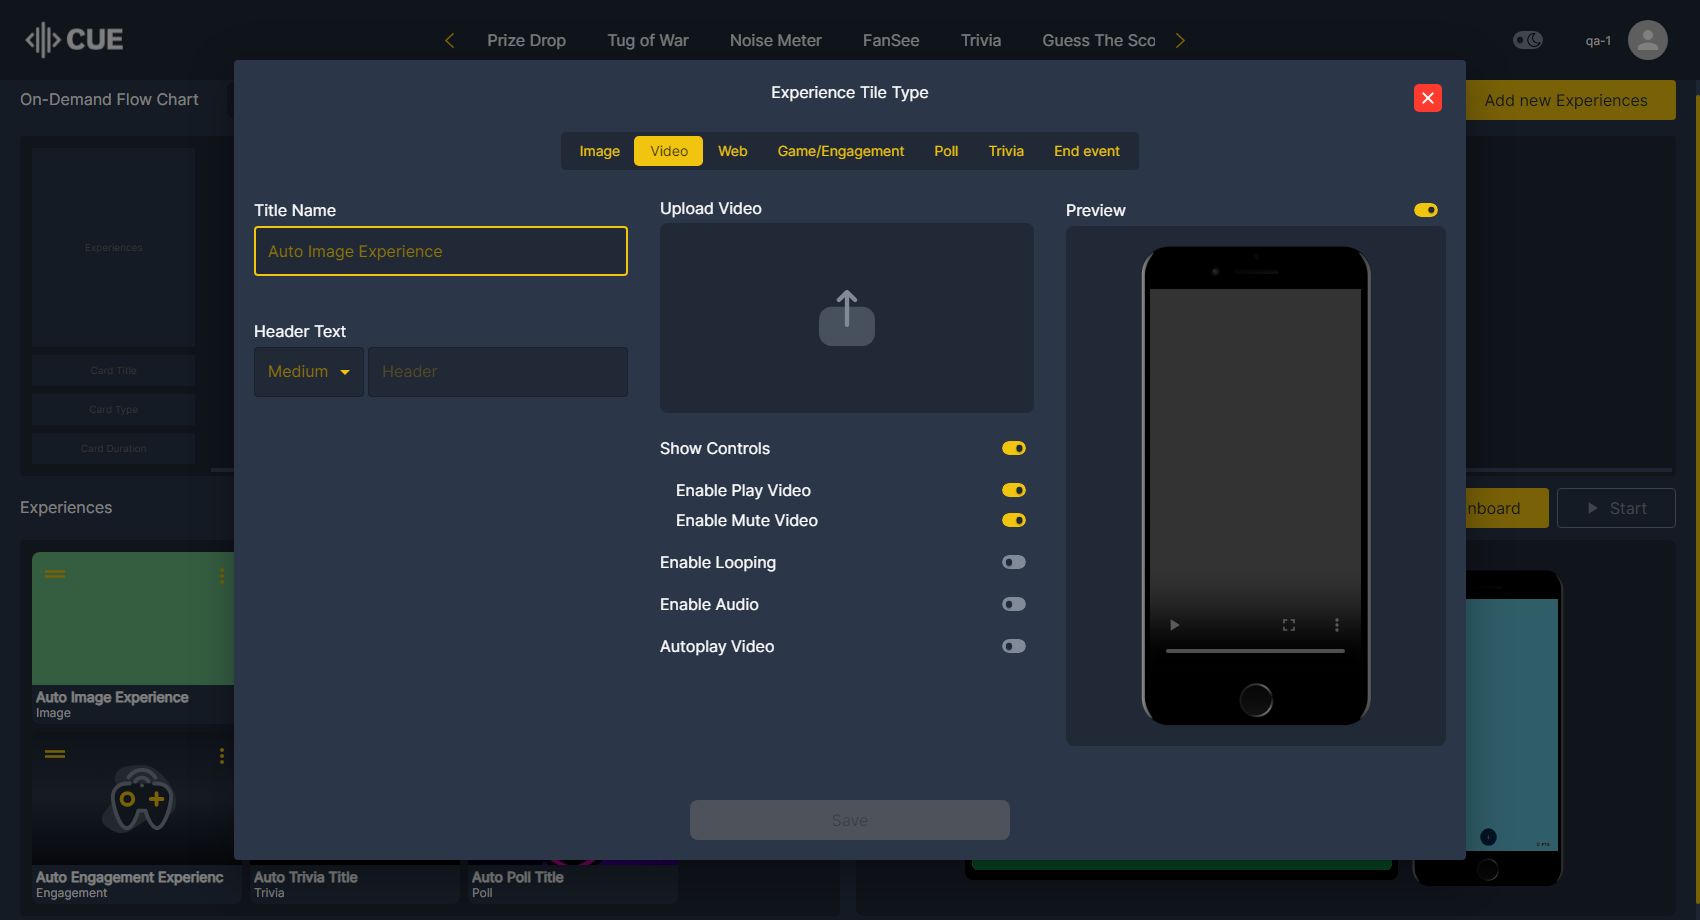 CUE
Prize Drop
Tug of War
Noise Meter
FanSee
Trivia
Guess The Sco
qa-1
On-Demand Flow Chart
Add new Experiences
Experience Tile Type
Image
Video
Web
Game/Engagement
Poll
Trivia
End event
Title Name
Auto Image Experience
Header Text
Medium
Header
Upload Video
Show Controls
Enable Play Video
Enable Mute Video
Enable Looping
Enable Audio
Autoplay Video
Preview
Save
Experiences
Card Title
Card Type
Card Duration
Experiences
nboard
Start
Auto Image Experience
Image
Auto Engagement Experienc
Engagement
Auto Trivia Title
Trivia
Auto Poll Title
Poll